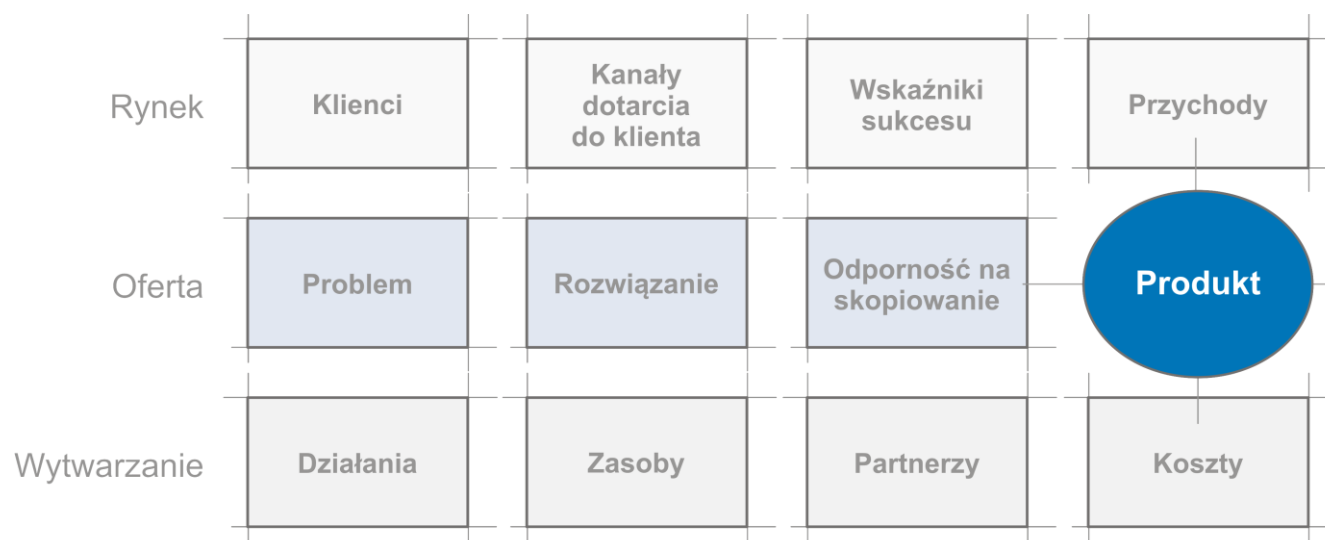 Rynek
Klienci
Kanały
dotarcia
do klienta
Wskaźniki
sukcesu
Przychody
Oferta
Problem
Rozwiązanie
Odporność na
skopiowanie
Produkt
Wytwarzanie
Działania
Zasoby
Partnerzy
Koszty